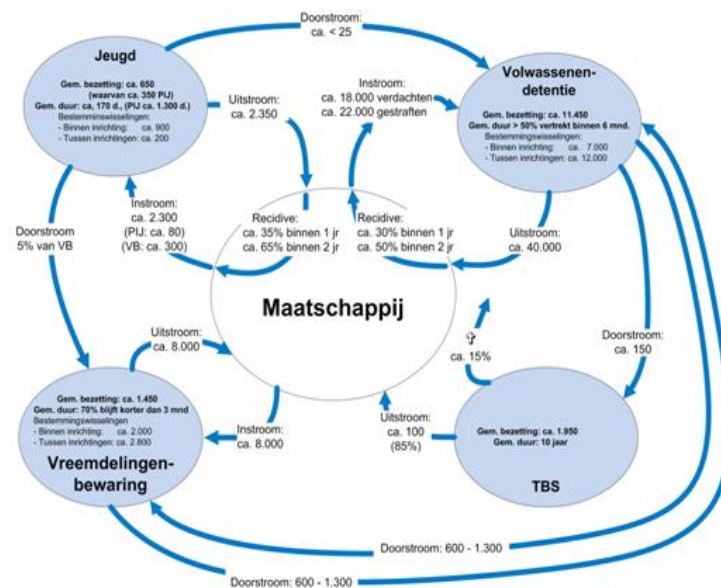 Doorstroom:
ca. < 25
Jeugd
Gem. bezetting: ca. 650
(waarvan ca. 350 PIJ)
Gem. duur: ca, 170 d., (PIJ ca. 1.300 d.)
Bestemminswisselingen:
- Binnen inrichting: ca. 900
- Tussen inrichtingen: ca. 200
Uitstroom:
ca. 2.350
Instroom:
ca. 18.000 verdachten
ca. 22.000 gestraften
Volwassenen-
detentie
Gem. bezetting: ca. 11.450
Gem. duur > 50% vertrekt binnen 6 mnd.
Bestemmingswisselingen:
- Binnen inrichting: ca. 7.000
- Tussen inrichtingen: ca. 12.000
Doorstroom
5% van VB
Instroom:
ca. 2.300
(PIJ: ca. 80)
(VB: ca. 300)
Recidive:
ca. 35% binnen 1 jr
ca. 65% binnen 2 jr
Recidive:
ca. 30% binnen 1 jr
ca. 50% binnen 2 jr
Uitstroom:
ca. 40.000
Maatschappij
Uitstroom:
ca. 8.000
ca. 15%
Doorstroom:
ca. 150
Gem. bezetting: ca. 1.450
Gem. duur: 70% blijft korter dan 3 mnd
Bestemmingswisselingen
- Binnen inrichting: ca. 2.000
- Tussen inrichtingen: ca. 2.800
Vreemdelingen-
bewaring
Instroom:
ca. 8.000
Uitstroom:
ca. 100
(85%)
Gem. bezetting: ca. 1.950
Gem. duur: 10 jaar
TBS
Doorstroom: 600 - 1.300
Doorstroom: 600 - 1.300